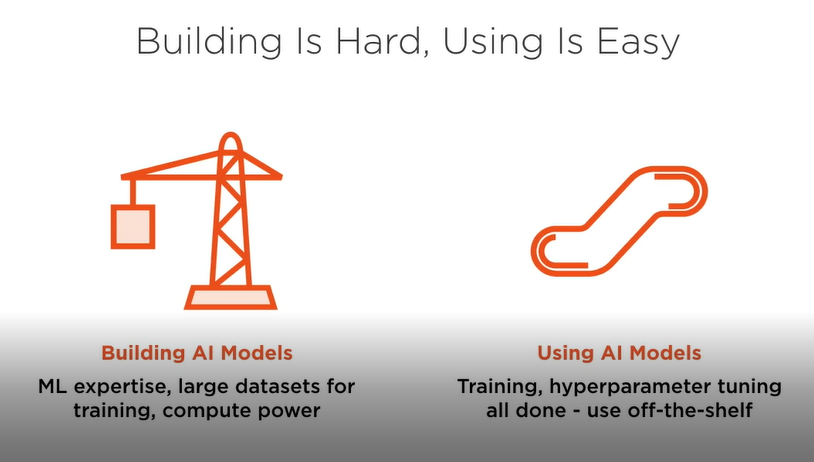 Building Is Hard, Using Is Easy
Building AI Models
ML expertise, large datasets for
training, compute power
Using AI Models
Training, hyperparameter tuning
all done - use off-the-shelf